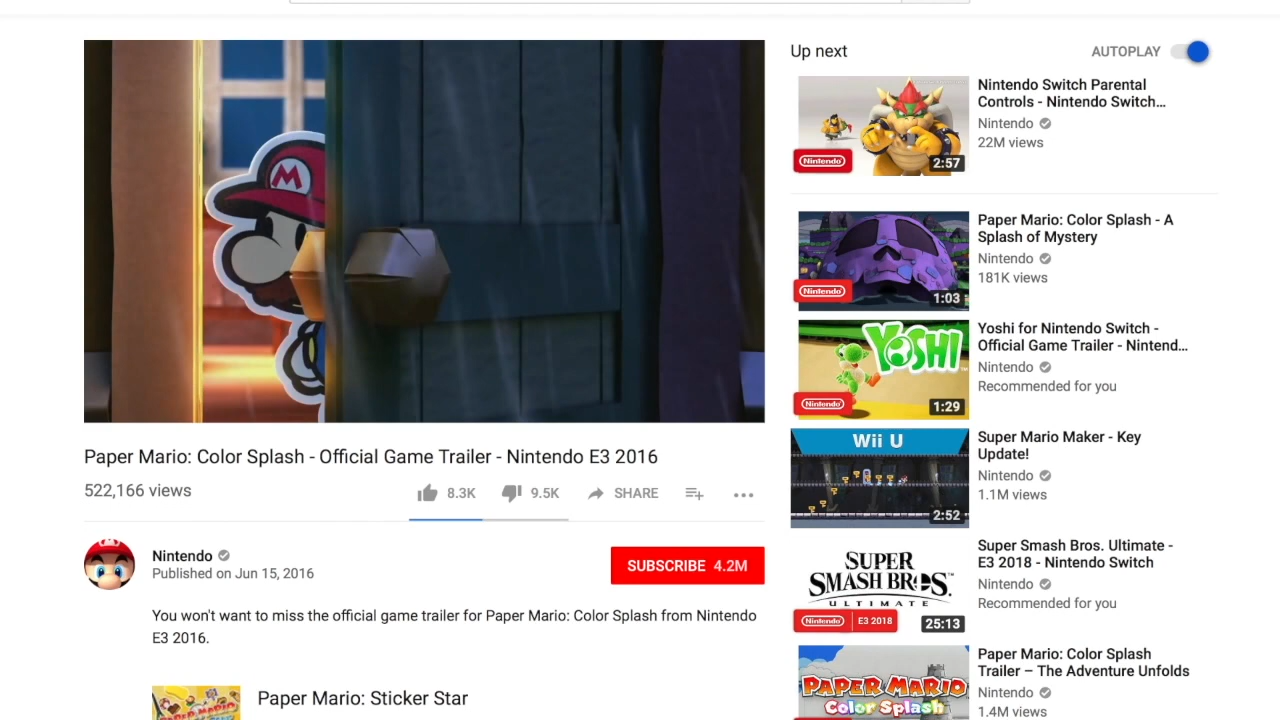 Up next
AUTOPLAY
Nintendo Switch Parental
Controls - Nintendo Switch...
Nintendo
22M views
Nintendo
2:57
Paper Mario: Color Splash - A
Splash of Mystery
Nintendo
181K views
Nintendo
1:03
Yoshi for Nintendo Switch -
Official Game Trailer - Nintend...
Nintendo
Recommended for you
YOSHI
Nintendo
1:29
Super Mario Maker - Key
Update!
Nintendo
1.1M views
Wii U
2:52
Super Smash Bros. Ultimate -
E3 2018 - Nintendo Switch
Nintendo
Recommended for you
SUPER
SMASH BROS.
ULTIMATE
Nintendo E3 2018
25:13
Paper Mario: Color Splash
Trailer – The Adventure Unfolds
Nintendo
1.4M views
PAPER MARIO
Color Splash
M
Paper Mario: Color Splash - Official Game Trailer - Nintendo E3 2016
522,166 views
8.3K 9.5K SHARE
Nintendo
Published on Jun 15, 2016
SUBSCRIBE 4.2M
You won't want to miss the official game trailer for Paper Mario: Color Splash from Nintendo
E3 2016.
PAPER MARIO
Paper Mario: Sticker Star